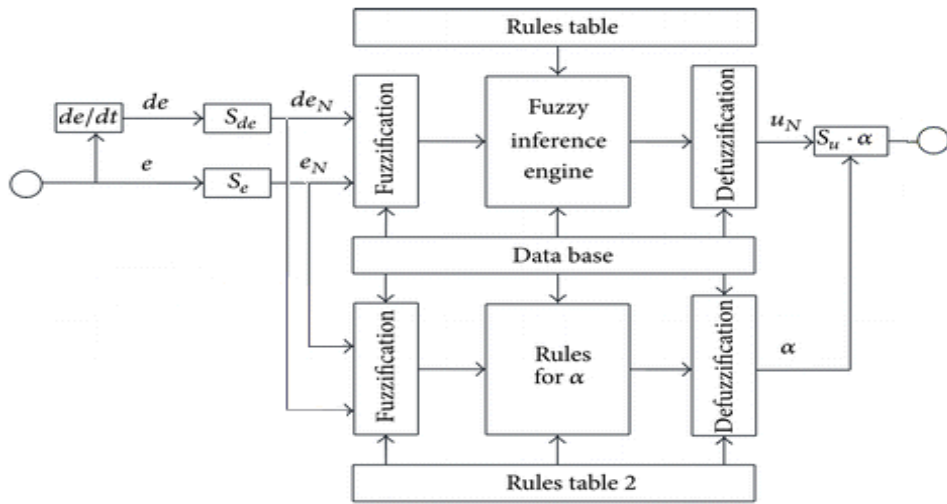 Rules table
de/dt
de
S_de
de_N
Fuzzification
Fuzzy
inference
engine
Defuzzification
u_N
S_u · α
e
S_e
e_N
Data base
Fuzzification
Rules
for α
Defuzzification
α
Rules table 2